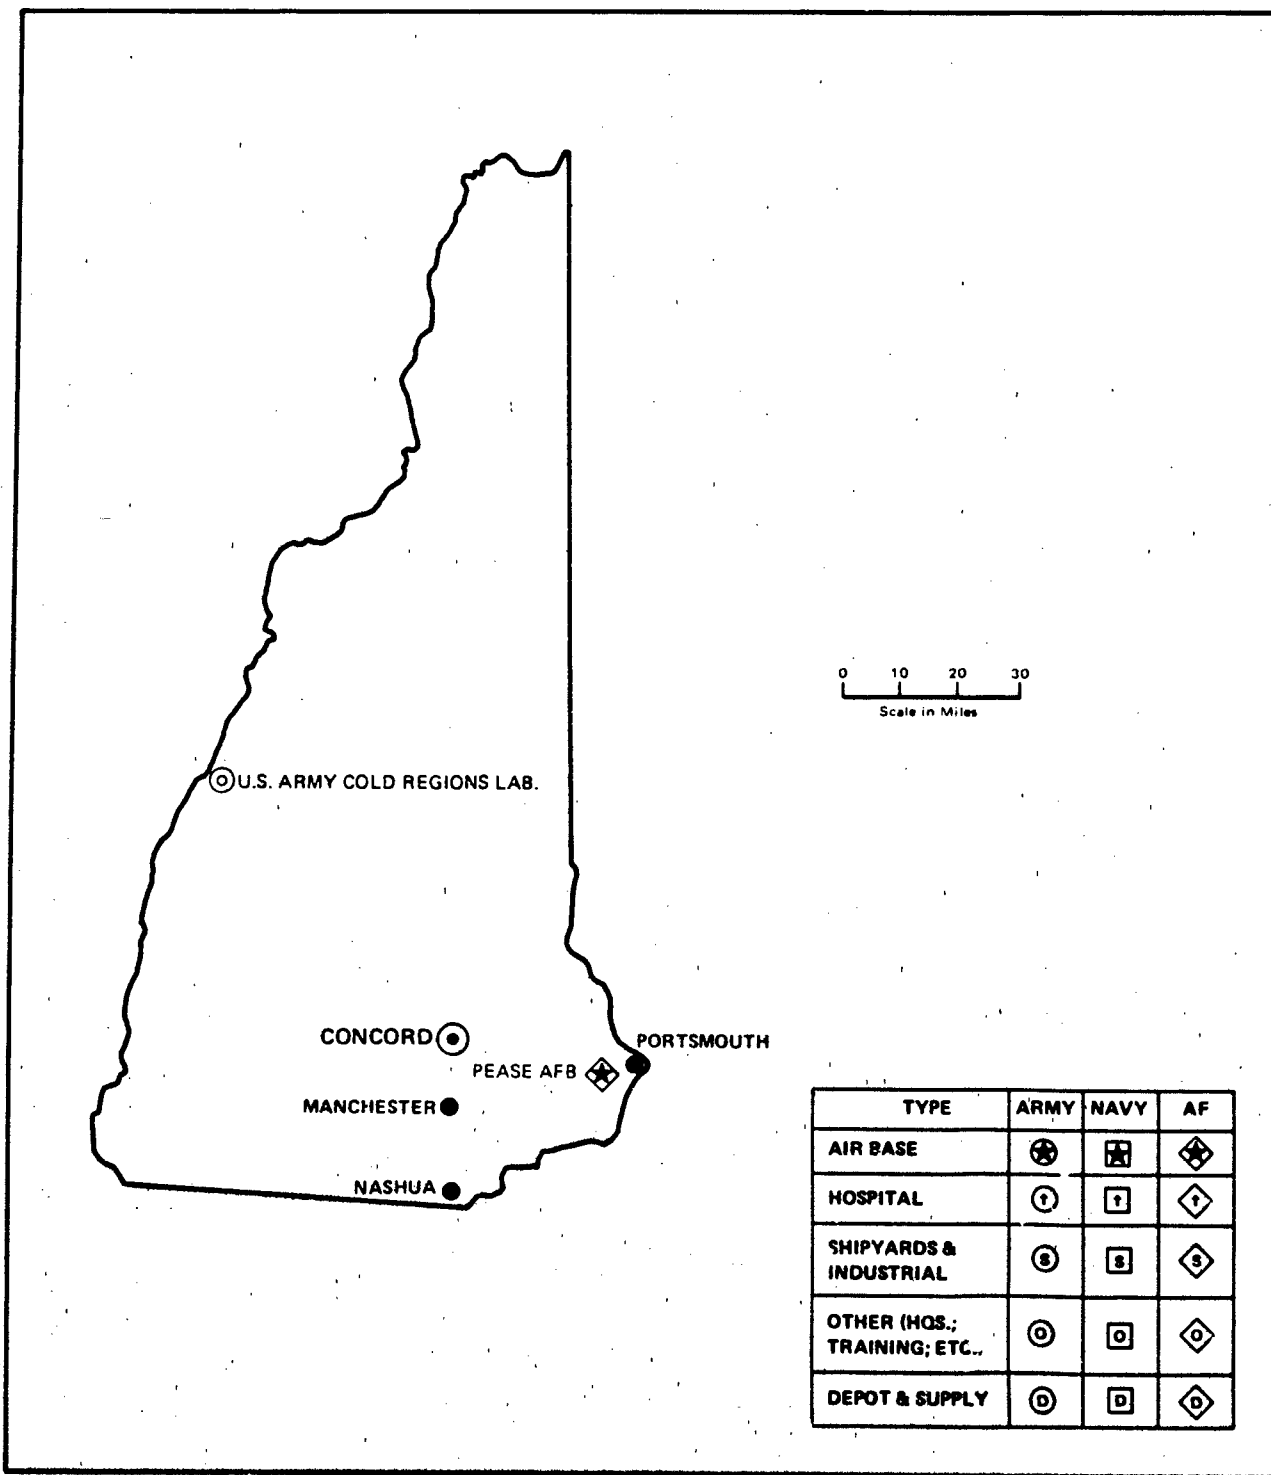 0 10 20 30
Scale in Miles
U.S. ARMY COLD REGIONS LAB.
CONCORD
PORTSMOUTH
PEASE AFB
MANCHESTER
NASHUA
TYPE ARMY NAVY AF
AIR BASE
HOSPITAL † † †
SHIPYARDS &
INDUSTRIAL S S S
OTHER (HQS.;
TRAINING; ETC., O O O
DEPOT & SUPPLY D D D